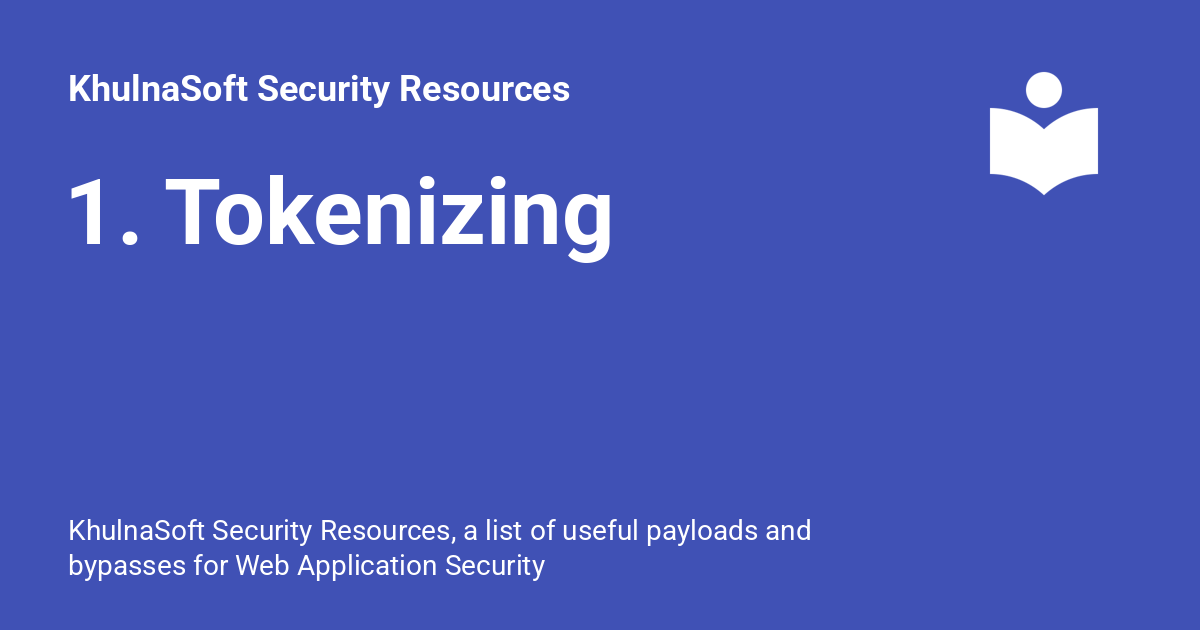 KhulnaSoft Security Resources
1. Tokenizing
KhulnaSoft Security Resources, a list of useful payloads and
bypasses for Web Application Security